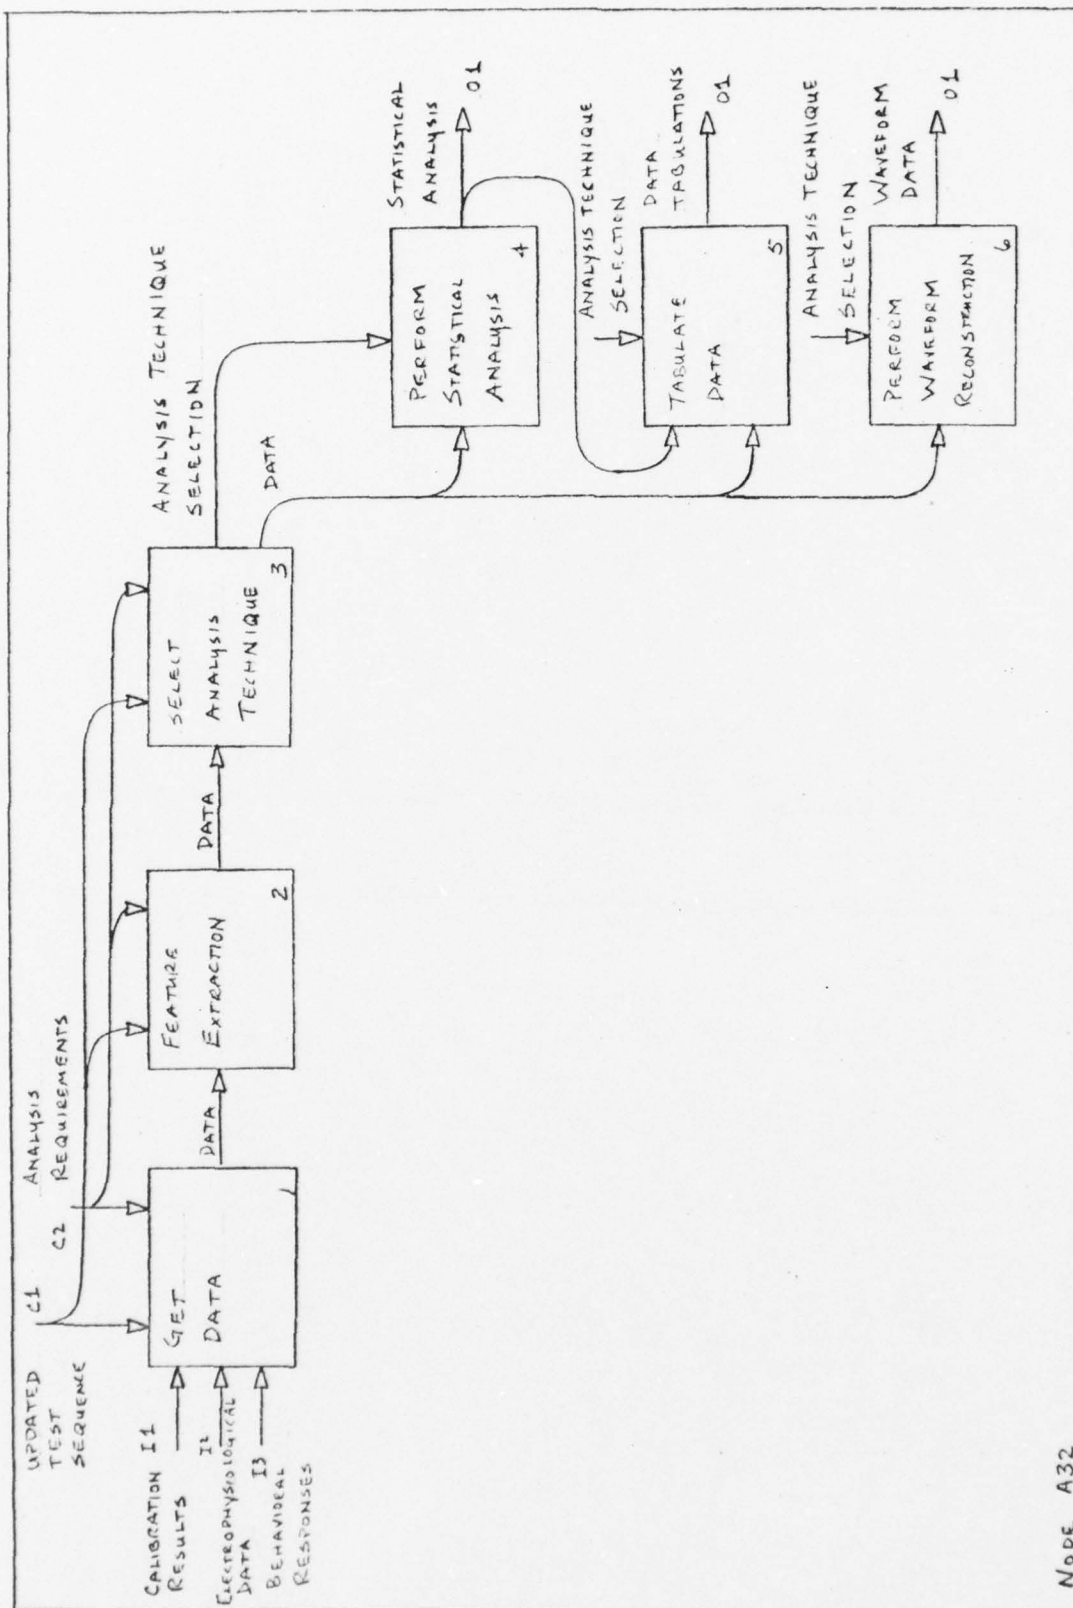 UPDATED
TEST
SEQUENCE
C1
C2
ANALYSIS
REQUIREMENTS
CALIBRATION I1
RESULTS
I2
ELECTROPHYSIOLOGICAL
DATA
I3
BEHAVIORAL
RESPONSES
GET
DATA
1
DATA
FEATURE
EXTRACTION
2
DATA
SELECT
ANALYSIS
TECHNIQUE
3
ANALYSIS TECHNIQUE
SELECTION
DATA
PERFORM
STATISTICAL
ANALYSIS
4
STATISTICAL
ANALYSIS
O1
ANALYSIS TECHNIQUE
SELECTION
TABULATE
DATA
5
DATA
TABULATIONS
O1
ANALYSIS TECHNIQUE
SELECTION
PERFORM
WAVEFORM
RECONSTRUCTION
6
WAVEFORM
DATA
O1
NODE A32